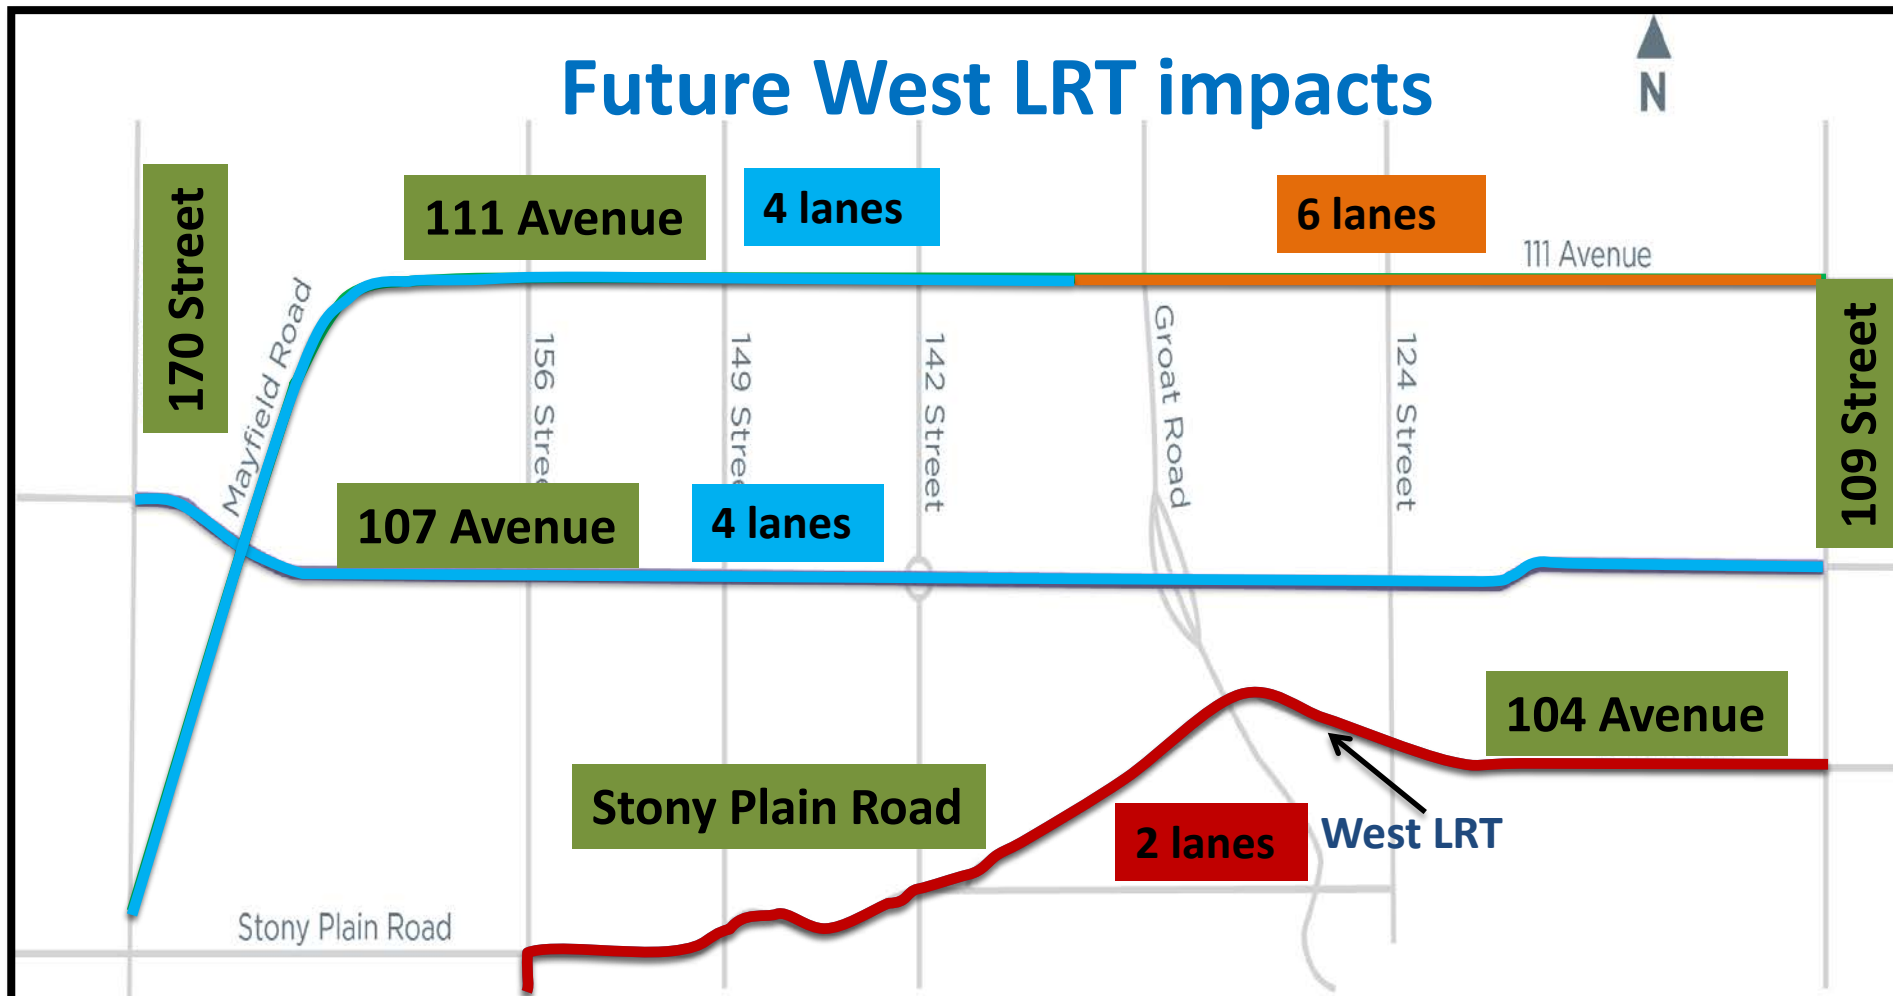 Future West LRT impacts
N
170 Street
111 Avenue
4 lanes
6 lanes
111 Avenue
Mayfield Road
156 Stree
149 Stree
142 Street
Groat Road
124 Street
109 Street
107 Avenue
4 lanes
104 Avenue
Stony Plain Road
2 lanes
West LRT
Stony Plain Road